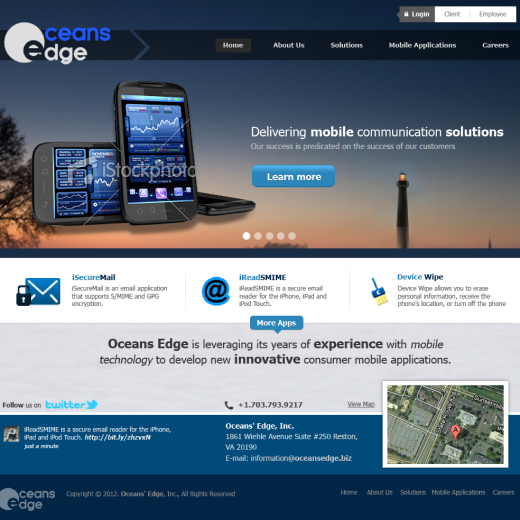 Login Client Employee
Oceans Edge
Home About Us Solutions Mobile Applications Careers
Delivering mobile communication solutions
Our success is predicated on the success of our customers
Learn more
iStockphoto
iSecureMail
iSecureMail is an email application
that supports S/MIME and GPG
encryption.
iReadSMIME
iReadSMIME is a secure email
reader for the iPhone, iPad and
iPod Touch.
Device Wipe
Device Wipe allows you to erase
personal information, receive the
phone's location, or turn off the phone
More Apps
Oceans Edge is leveraging its years of experience with mobile
technology to develop new innovative consumer mobile applications.
Follow us on twitter
+1.703.793.9217
View Map
iReadSMIME is a secure email reader for the iPhone,
iPad and iPod Touch. http://bit.ly/zhzvxN
just a minute
Oceans' Edge, Inc.
1861 Wiehle Avenue Suite #250 Reston,
VA 20190
E-mail: information@oceansedge.biz
A
Oceans Edge
Copyright © 2012. Oceans' Edge, Inc., All Rights Reserved
Home About Us Solutions Mobile Applications Careers